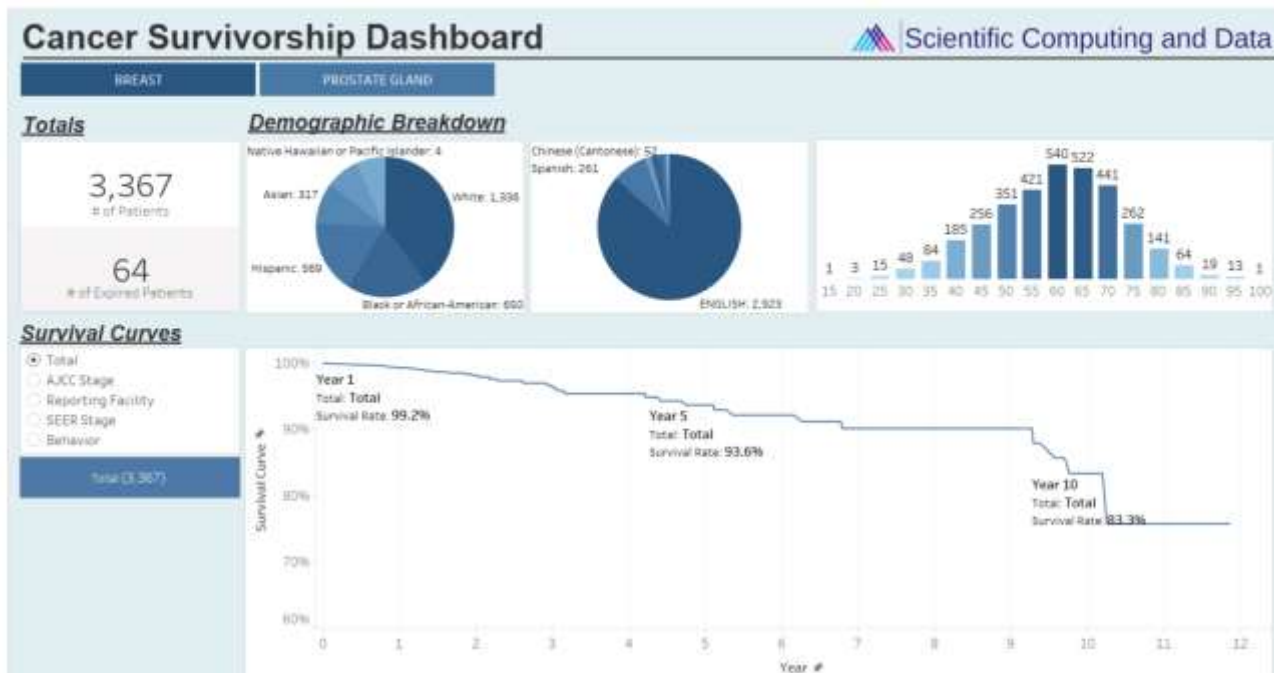 Cancer Survivorship Dashboard
Scientific Computing and Data
BREAST
PROSTATE GLAND
Totals
Demographic Breakdown
3,367
# of Patients
64
# of Expired Patients
Native Hawaiian or Pacific Islander: 4
Asian: 317
White: 1,336
Hispanic: 569
Black or African-American:
Chinese (Cantonese): 52
Spanish: 261
ENGLISH: 2,923
1 3 15 48 84 185 256 351 421 540 522 441 262 141 64 19 13 1
15 20 25 30 35 40 45 50 55 60 65 70 75 80 85 90 95 100
Survival Curves
Total
AJCC Stage
Reporting Facility
SEER Stage
Behavior
Total (3,367)
Survival Curve #
100%
90%
80%
70%
60%
Year 1
Total: Total
Survival Rate: 99.2%
Year 5
Total: Total
Survival Rate: 93.6%
Year 10
Total: Total
Survival Rate: 83.3%
0 1 2 3 4 5 6 7 8 9 10 11 12
Year #